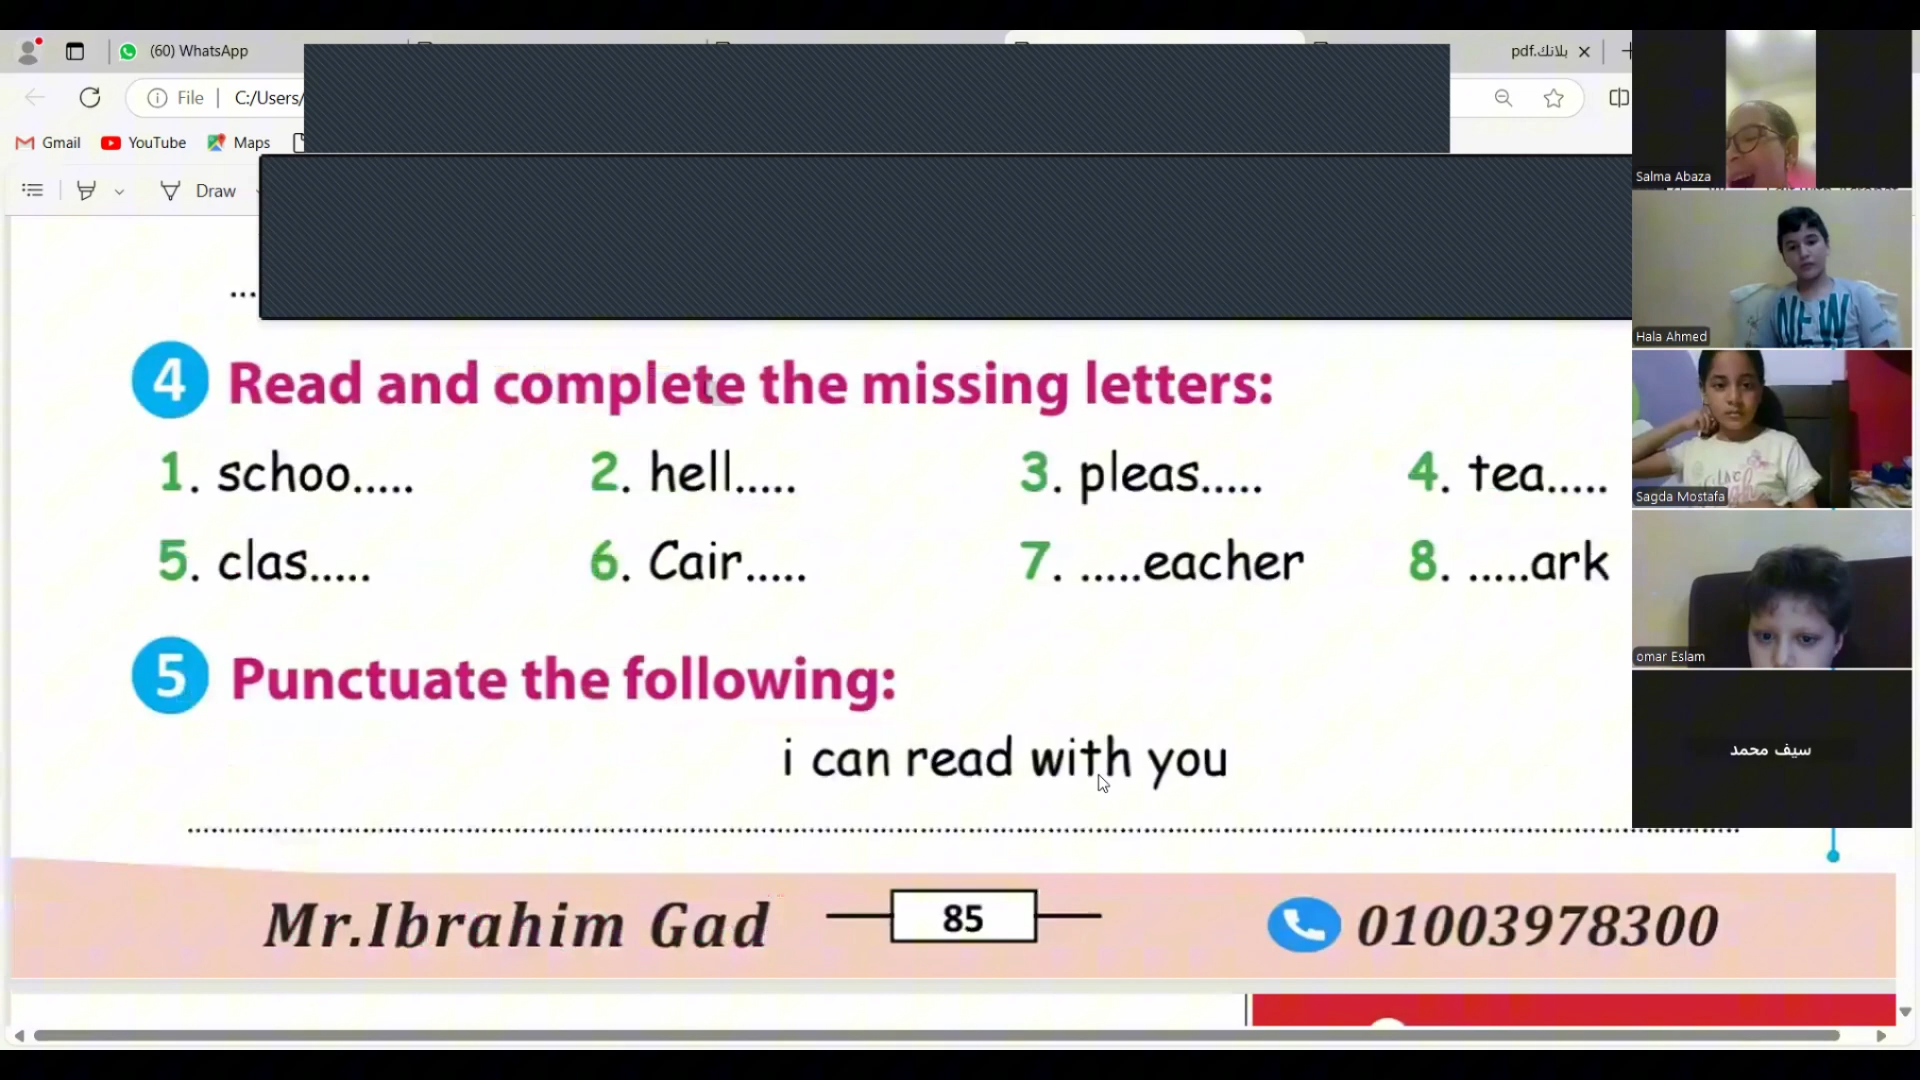 (60) WhatsApp
بلانك.pdf
File
C:/Users/
Gmail
YouTube
Maps
Draw
...
4 Read and complete the missing letters:
1. schoo..... 2. hell..... 3. pleas..... 4. tea.....
5. clas..... 6. Cair..... 7. .....eacher 8. .....ark
5 Punctuate the following:
i can read with you
Mr.Ibrahim Gad 85 01003978300
Salma Abaza
Hala Ahmed
NEW
Sagda Mostafa
omar Eslam
سيف محمد